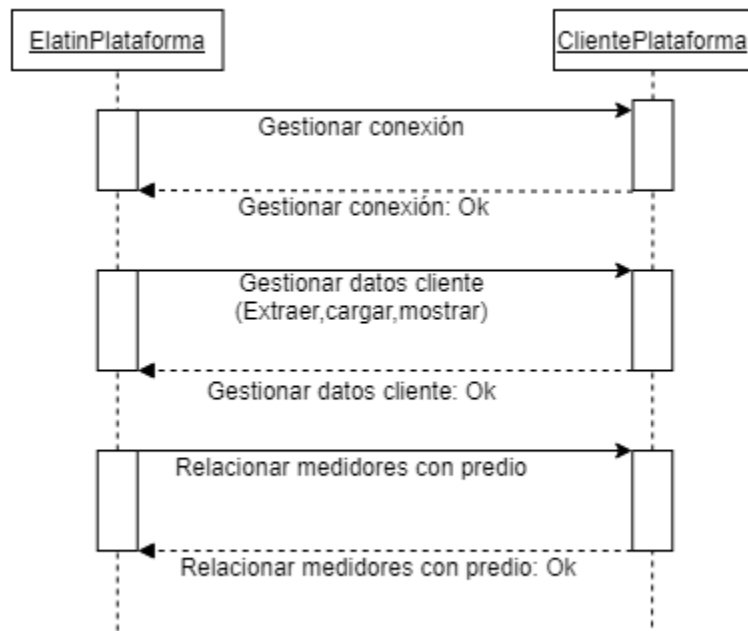 ElatinPlataforma
ClientePlataforma
Gestionar conexión
Gestionar conexión: Ok
Gestionar datos cliente
(Extraer,cargar,mostrar)
Gestionar datos cliente: Ok
Relacionar medidores con predio
Relacionar medidores con predio: Ok